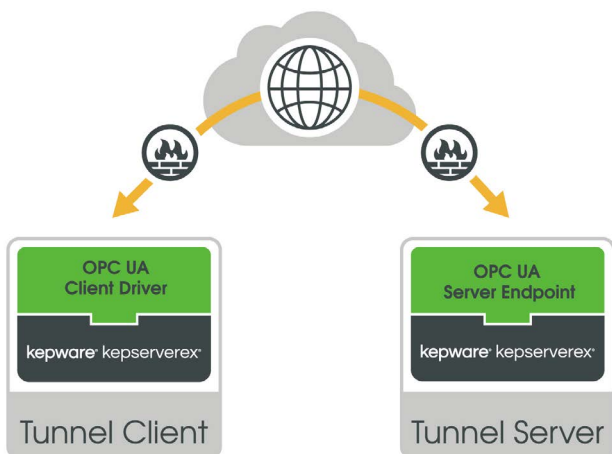 OPC UA
Client Driver
kepware® kepserverex®
Tunnel Client
OPC UA
Server Endpoint
kepware® kepserverex®
Tunnel Server